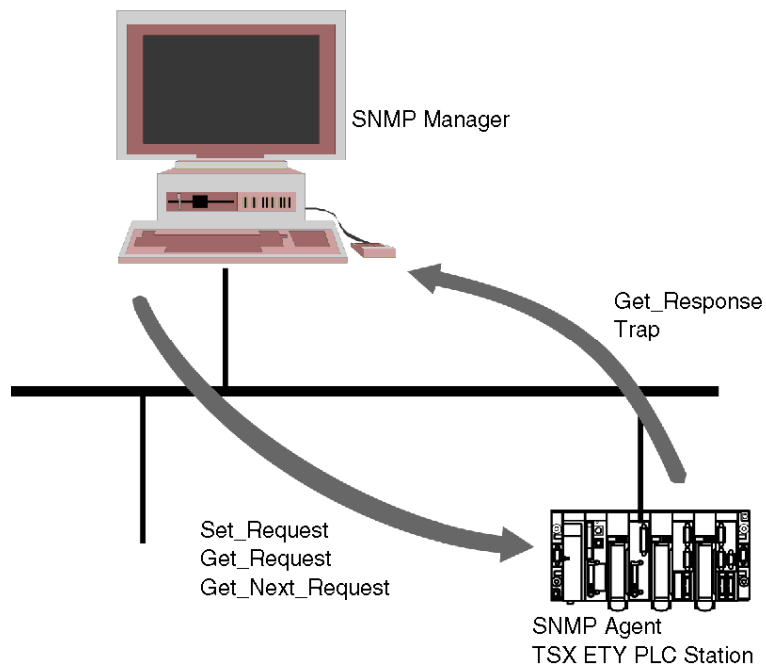 SNMP Manager
Get_Response
Trap
Set_Request
Get_Request
Get_Next_Request
SNMP Agent
TSX ETY PLC Station